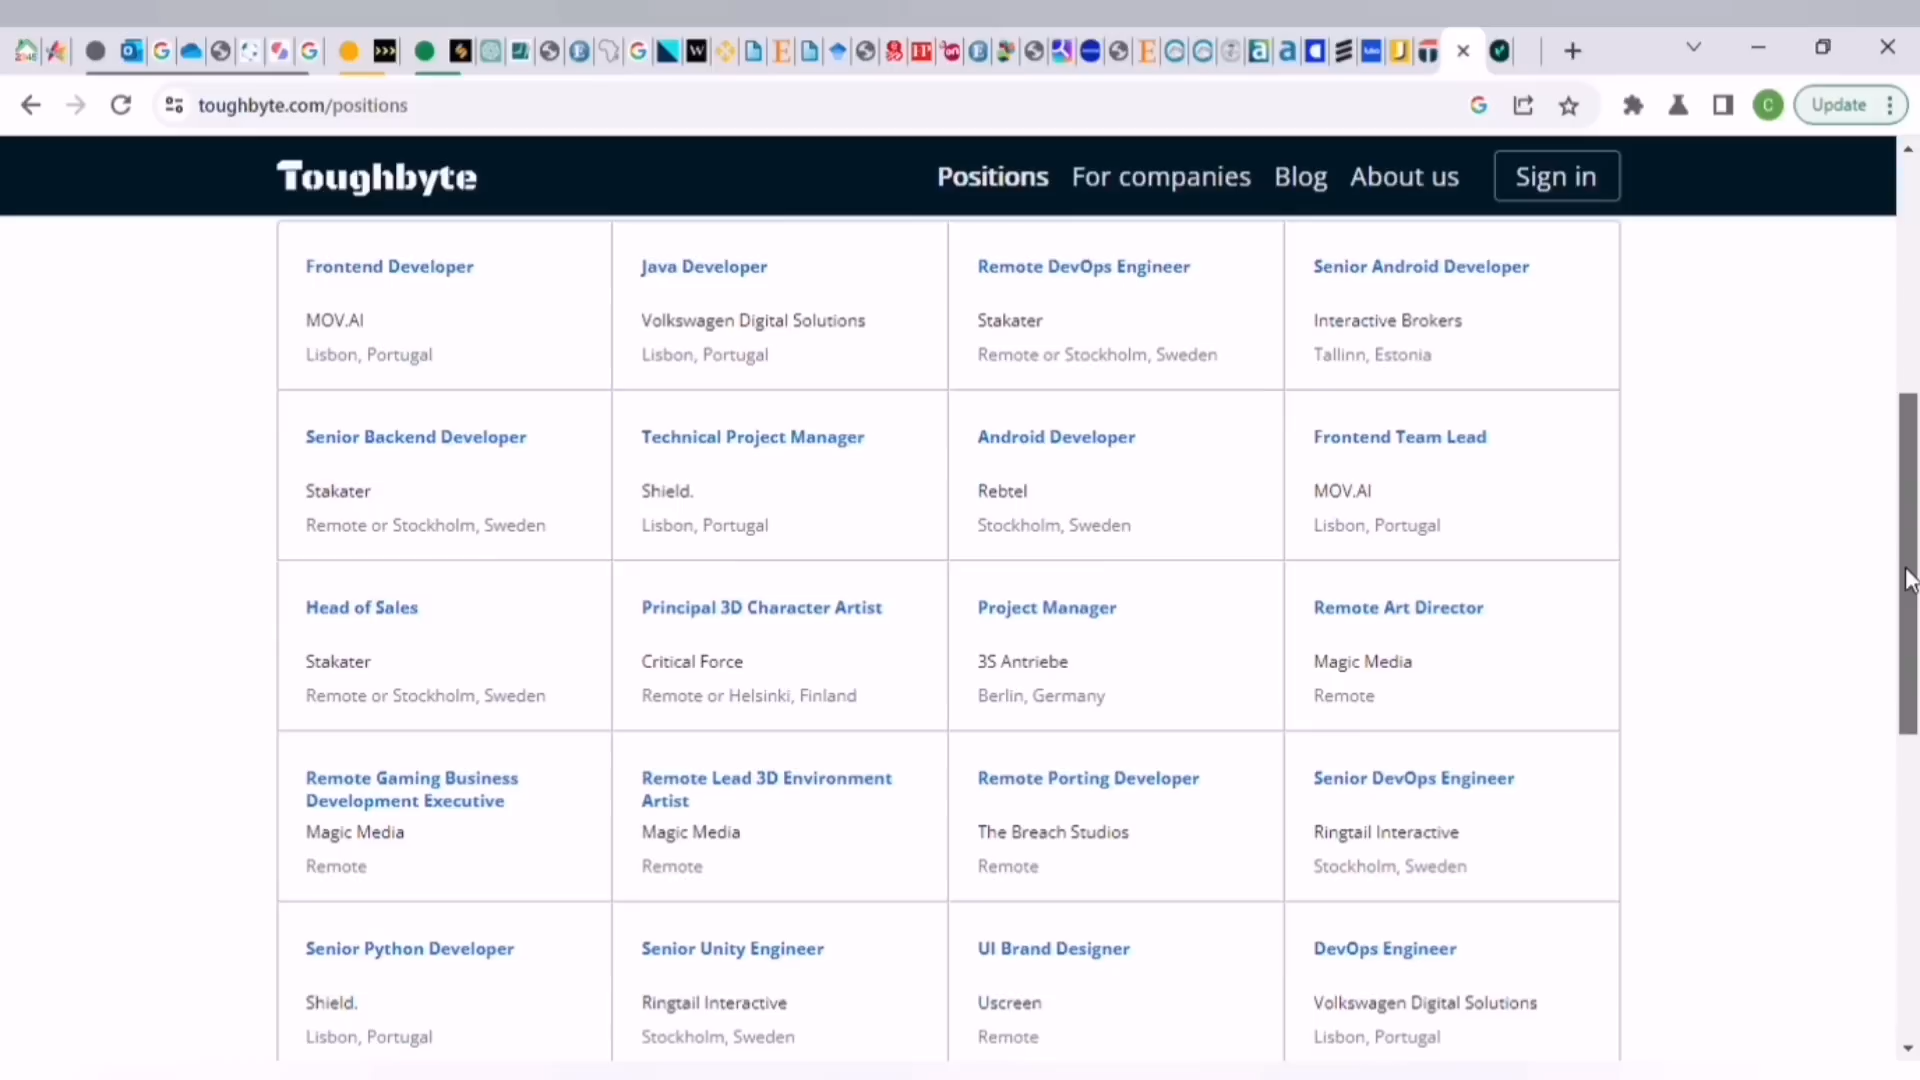 toughbyte.com/positions
Update
Toughbyte
Positions
For companies
Blog
About us
Sign in
Frontend Developer
MOV.AI
Lisbon, Portugal
Java Developer
Volkswagen Digital Solutions
Lisbon, Portugal
Remote DevOps Engineer
Stakater
Remote or Stockholm, Sweden
Senior Android Developer
Interactive Brokers
Tallinn, Estonia
Senior Backend Developer
Stakater
Remote or Stockholm, Sweden
Technical Project Manager
Shield.
Lisbon, Portugal
Android Developer
Rebtel
Stockholm, Sweden
Frontend Team Lead
MOV.AI
Lisbon, Portugal
Head of Sales
Stakater
Remote or Stockholm, Sweden
Principal 3D Character Artist
Critical Force
Remote or Helsinki, Finland
Project Manager
3S Antriebe
Berlin, Germany
Remote Art Director
Magic Media
Remote
Remote Gaming Business
Development Executive
Magic Media
Remote
Remote Lead 3D Environment
Artist
Magic Media
Remote
Remote Porting Developer
The Breach Studios
Remote
Senior DevOps Engineer
Ringtail Interactive
Stockholm, Sweden
Senior Python Developer
Shield.
Lisbon, Portugal
Senior Unity Engineer
Ringtail Interactive
Stockholm, Sweden
UI Brand Designer
Uscreen
Remote
DevOps Engineer
Volkswagen Digital Solutions
Lisbon, Portugal